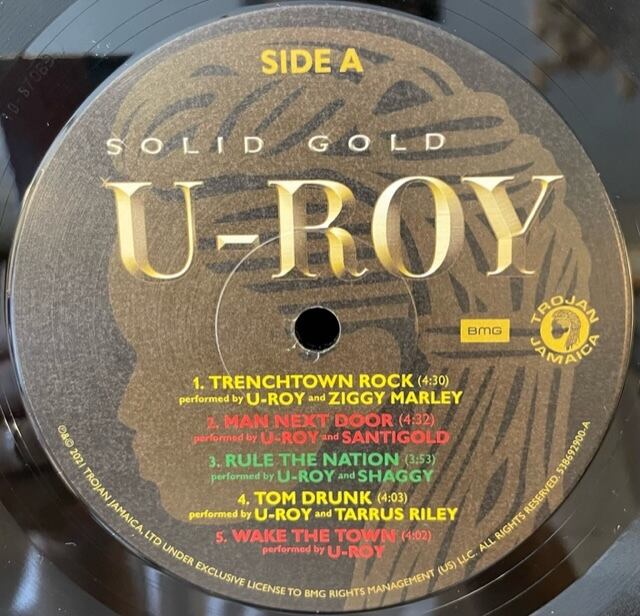 SIDE A
SOLID GOLD
U-ROY
BMG
TROJAN JAMAICA
1. TRENCHTOWN ROCK (4:30)
performed by U-ROY and ZIGGY MARLEY
2. MAN NEXT DOOR (4:32)
performed by U-ROY and SANTIGOLD
3. RULE THE NATION (3:53)
performed by U-ROY and SHAGGY
4. TOM DRUNK (4:03)
performed by U-ROY and TARRUS RILEY
5. WAKE THE TOWN (4:02)
performed by U-ROY
℗&© 2021 TROJAN JAMAICA, LTD UNDER EXCLUSIVE LICENSE TO BMG RIGHTS MANAGEMENT (US) LLC. ALL RIGHTS RESERVED. 538692900-A